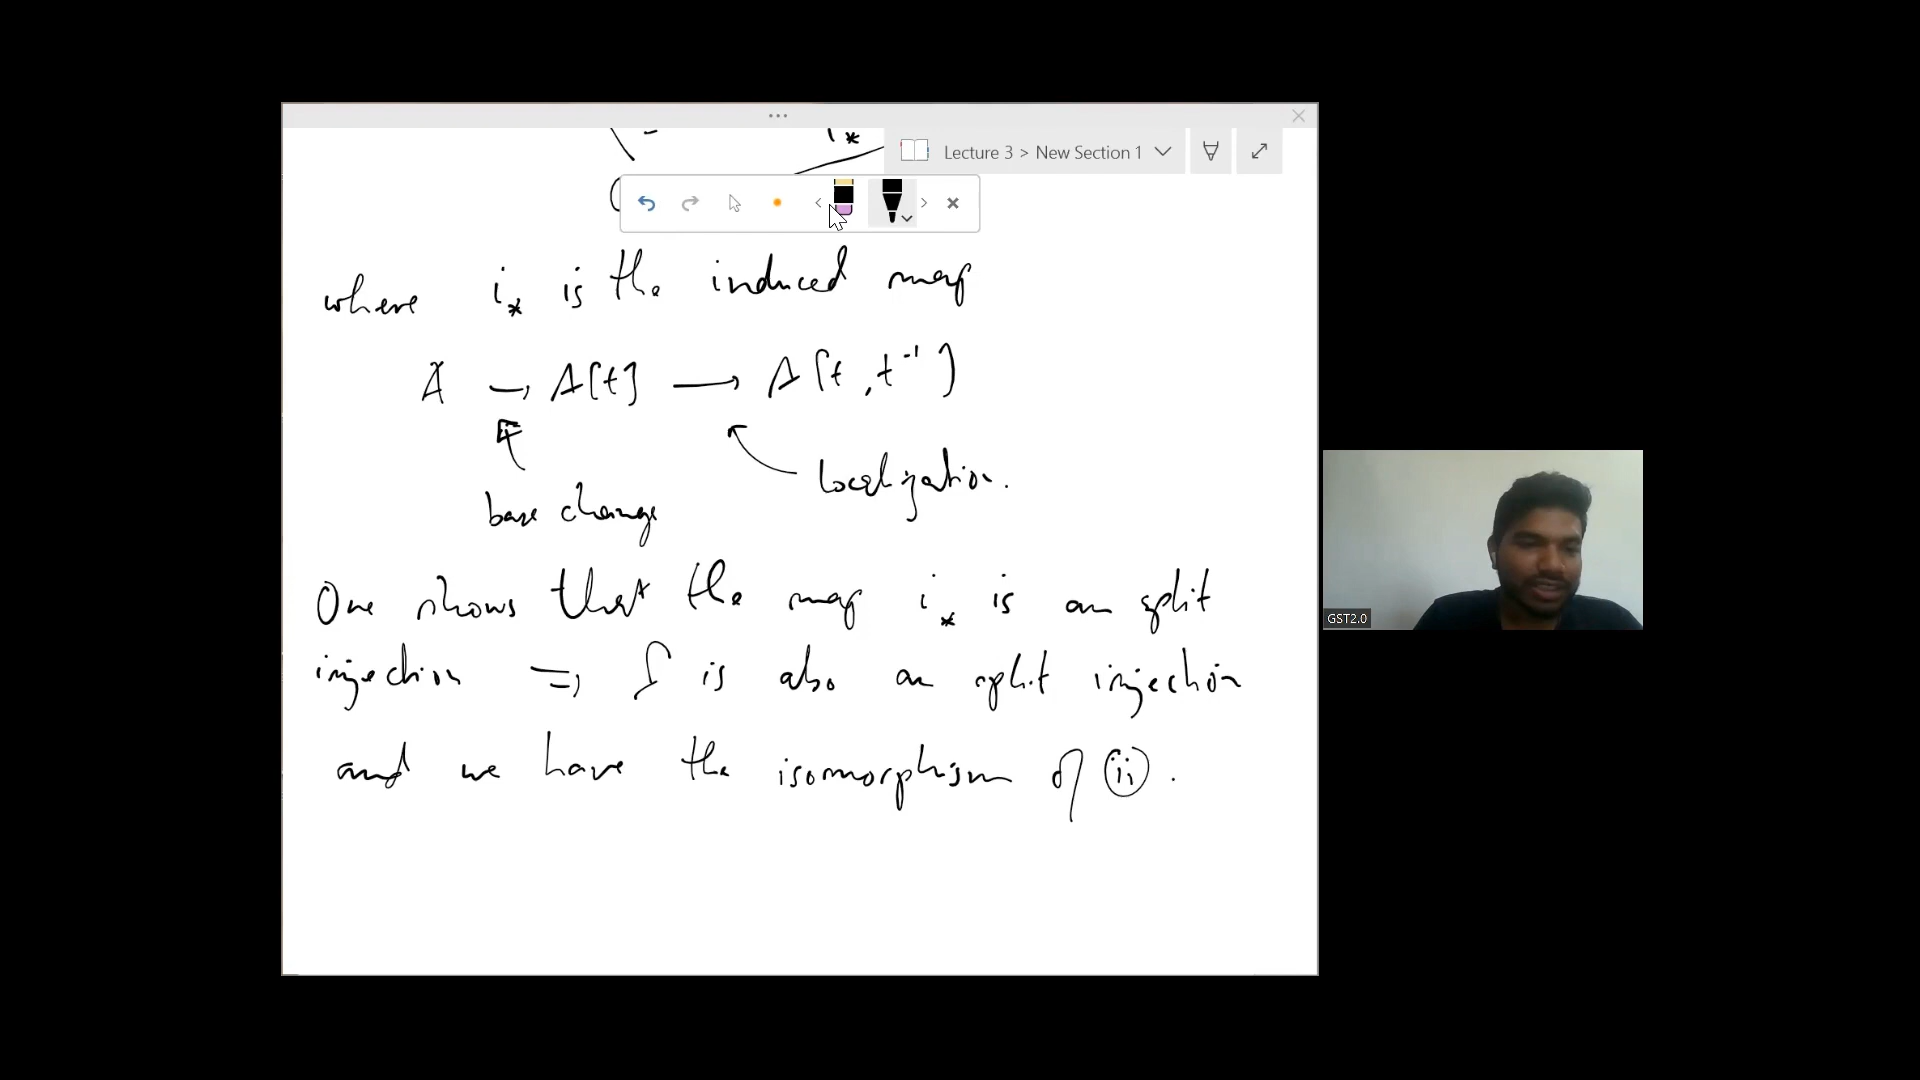 i*
Lecture 3 > New Section 1
where i* is the induced map
A → A[t] → A[t, t⁻¹]
base change
localization.
One shows that the map i* is an split
injection ⇒ is also an split injection
and we have the isomorphism of (ii).
GST2.0